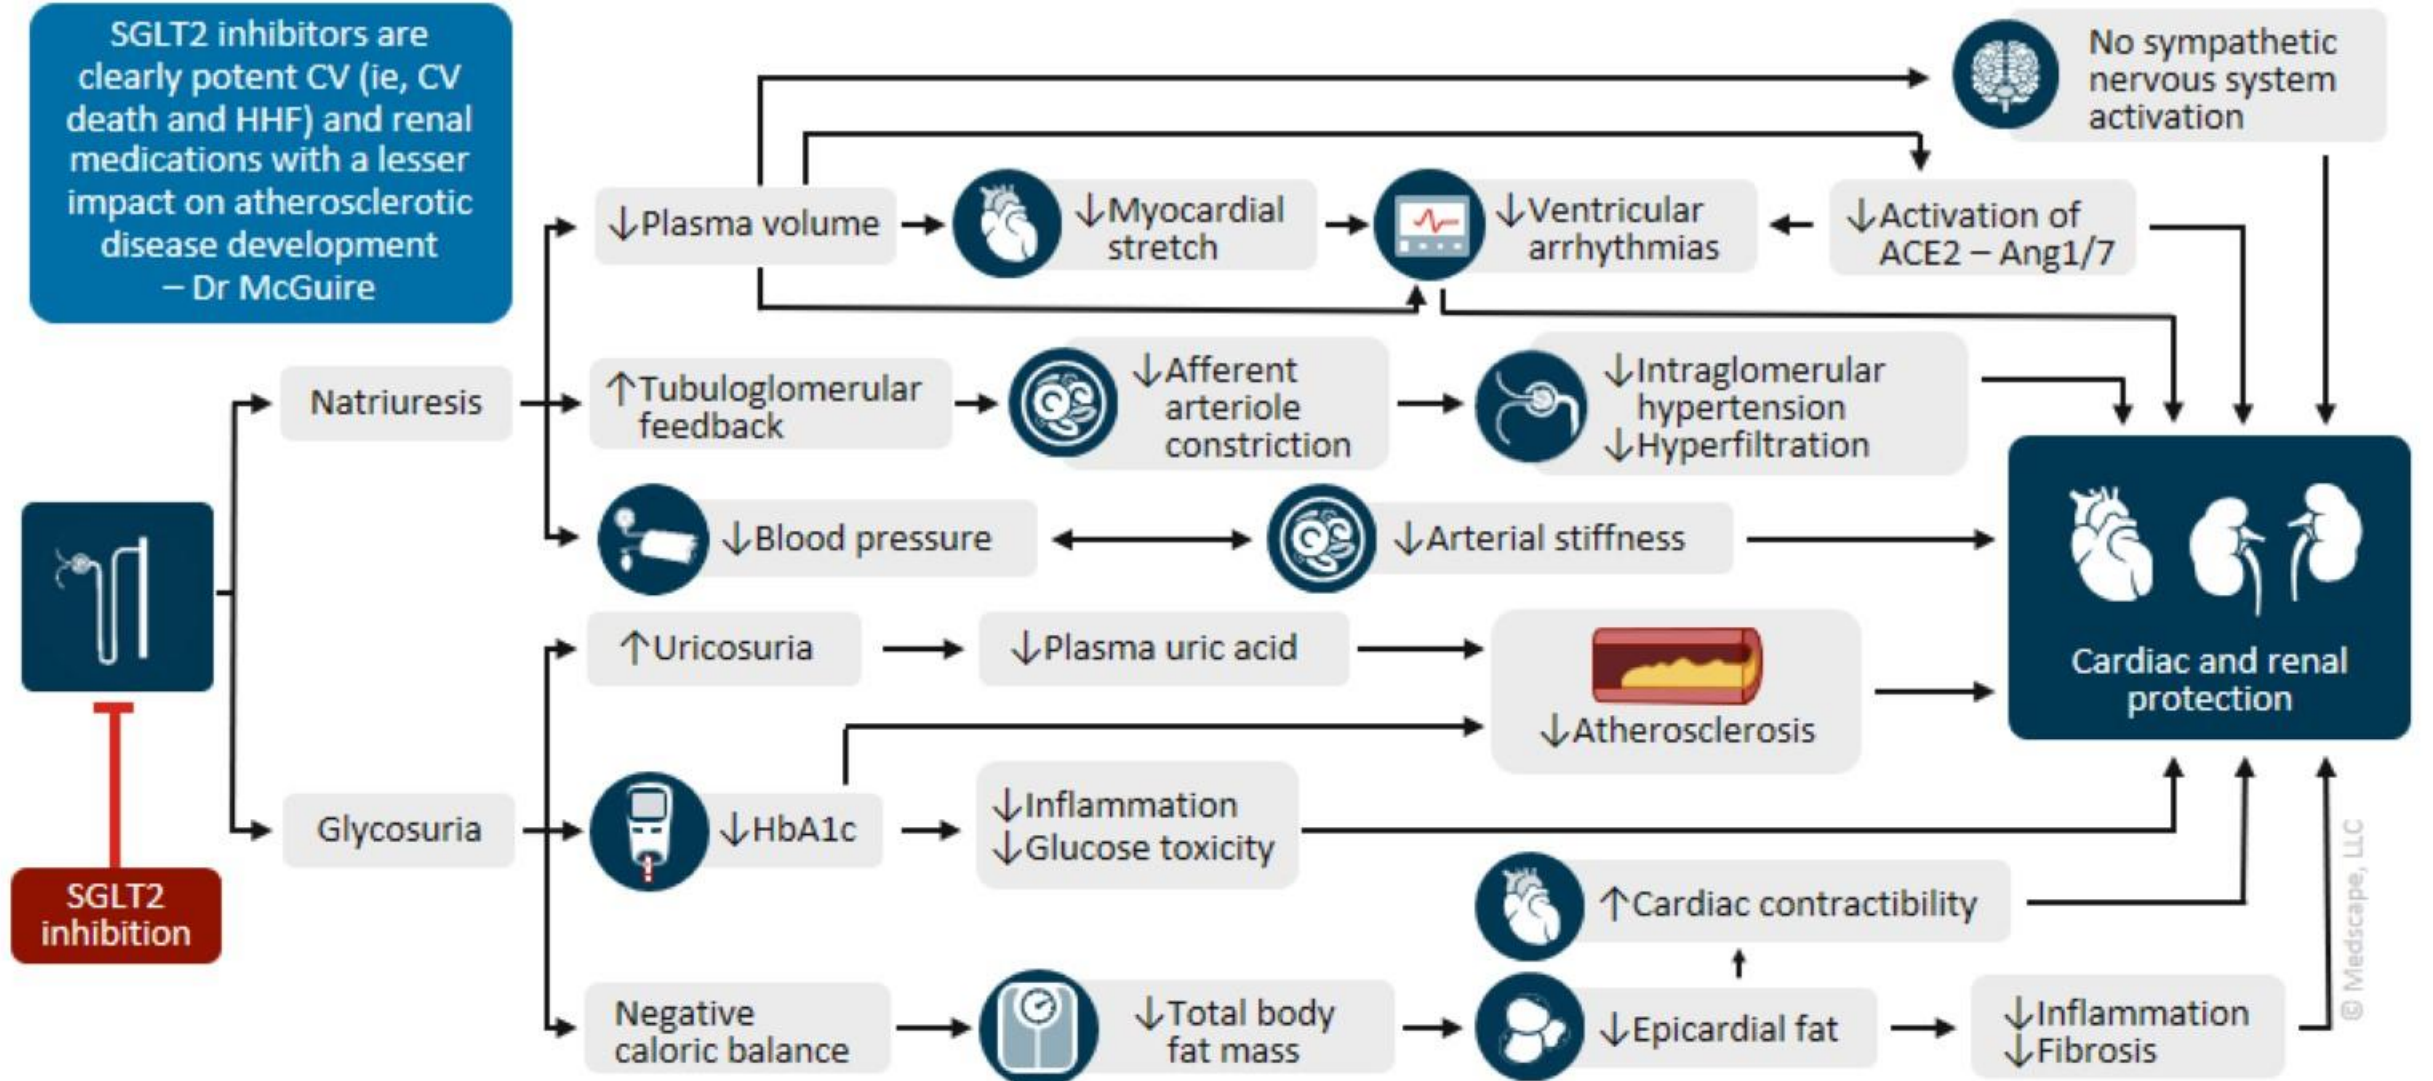 SGLT2 inhibitors are
clearly potent CV (ie, CV
death and HHF) and renal
medications with a lesser
impact on atherosclerotic
disease development
– Dr McGuire
No sympathetic
nervous system
activation
↓Plasma volume
↓Myocardial
stretch
↓Ventricular
arrhythmias
↓Activation of
ACE2 – Ang1/7
Natriuresis
↑Tubuloglomerular
feedback
↓Afferent
arteriole
constriction
↓Intraglomerular
hypertension
↓Hyperfiltration
↓Blood pressure
↓Arterial stiffness
Cardiac and renal
protection
↑Uricosuria
↓Plasma uric acid
↓Atherosclerosis
Glycosuria
↓HbA1c
↓Inflammation
↓Glucose toxicity
SGLT2
inhibition
↑Cardiac contractibility
Negative
caloric balance
↓Total body
fat mass
↓Epicardial fat
↓Inflammation
↓Fibrosis
© Medscape, LLC